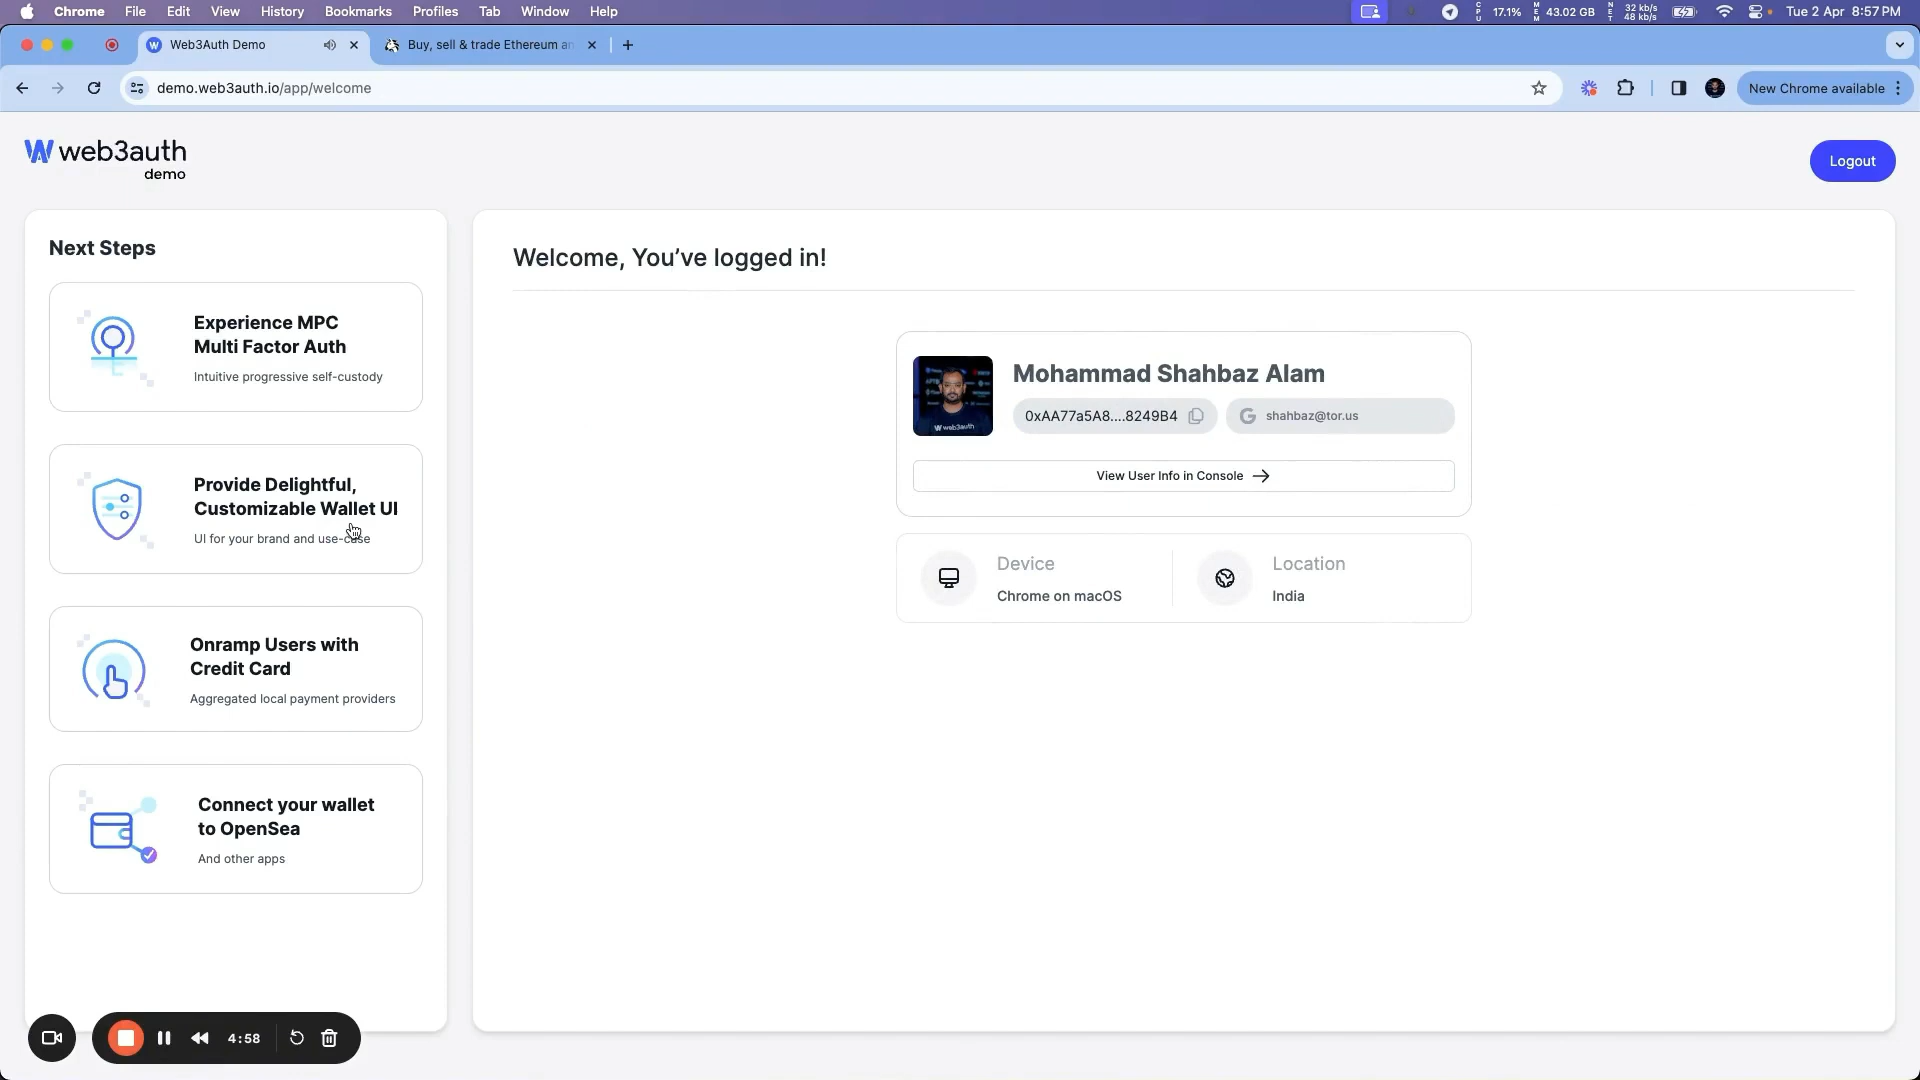 Chrome File Edit View History Bookmarks Profiles Tab Window Help
CPU 17.1% MEM 43.02 GB NET 32 kb/s 48 kb/s Tue 2 Apr 8:57 PM
Web3Auth Demo
Buy, sell & trade Ethereum an
demo.web3auth.io/app/welcome
New Chrome available
web3auth
demo
Logout
Next Steps
Experience MPC
Multi Factor Auth
Intuitive progressive self-custody
Provide Delightful,
Customizable Wallet UI
UI for your brand and use-case
Onramp Users with
Credit Card
Aggregated local payment providers
Connect your wallet
to OpenSea
And other apps
4:58
Welcome, You’ve logged in!
web3auth
Mohammad Shahbaz Alam
0xAA77a5A8....8249B4
shahbaz@tor.us
View User Info in Console
Device
Chrome on macOS
Location
India